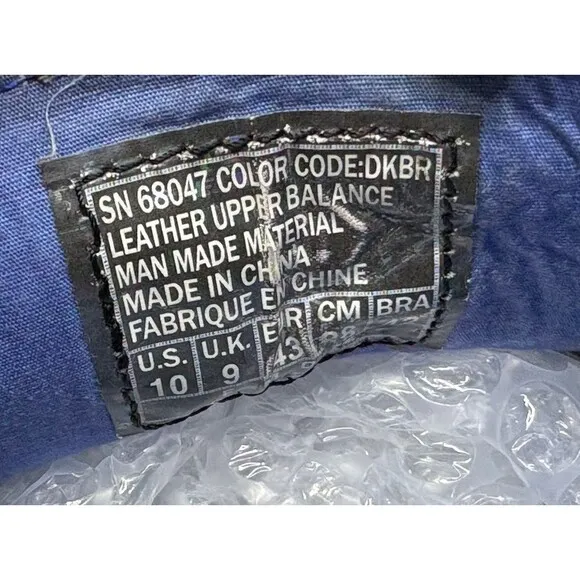 SN 68047 COLOR CODE:DKBR
LEATHER UPPER BALANCE
MAN MADE MATERIAL
MADE IN CHINA
FABRIQUE EN CHINE
U.S. U.K. EUR CM BRA
10 9 43 28